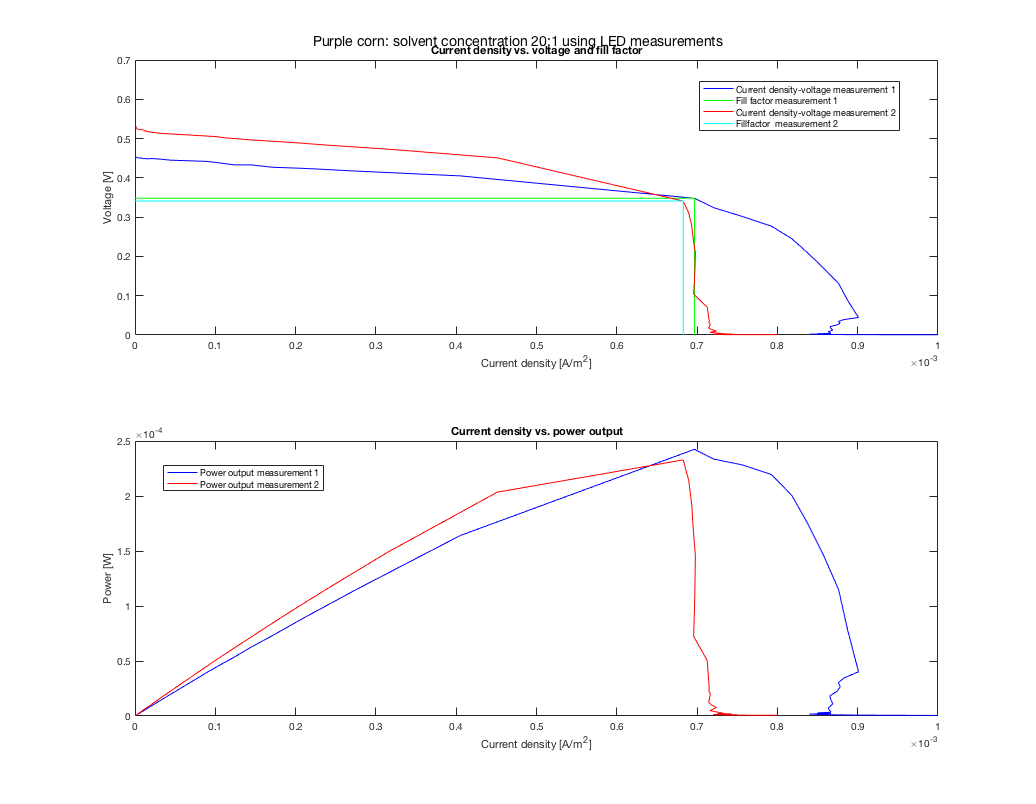 Purple corn: solvent concentration 20:1 using LED measurements
Current density vs. voltage and fill factor
0.7
0.6
0.5
0.4
0.3
0.2
0.1
0
Voltage [V]
Current density-voltage measurement 1
Fill factor measurement 1
Current density-voltage measurement 2
Fillfactor  measurement 2
0 0.1 0.2 0.3 0.4 0.5 0.6 0.7 0.8 0.9 1
Current density [A/m²]
×10⁻³
Current density vs. power output
×10⁻⁴
2.5
2
1.5
1
0.5
0
Power [W]
Power output measurement 1
Power output measurement 2
0 0.1 0.2 0.3 0.4 0.5 0.6 0.7 0.8 0.9 1
Current density [A/m²]
×10⁻³